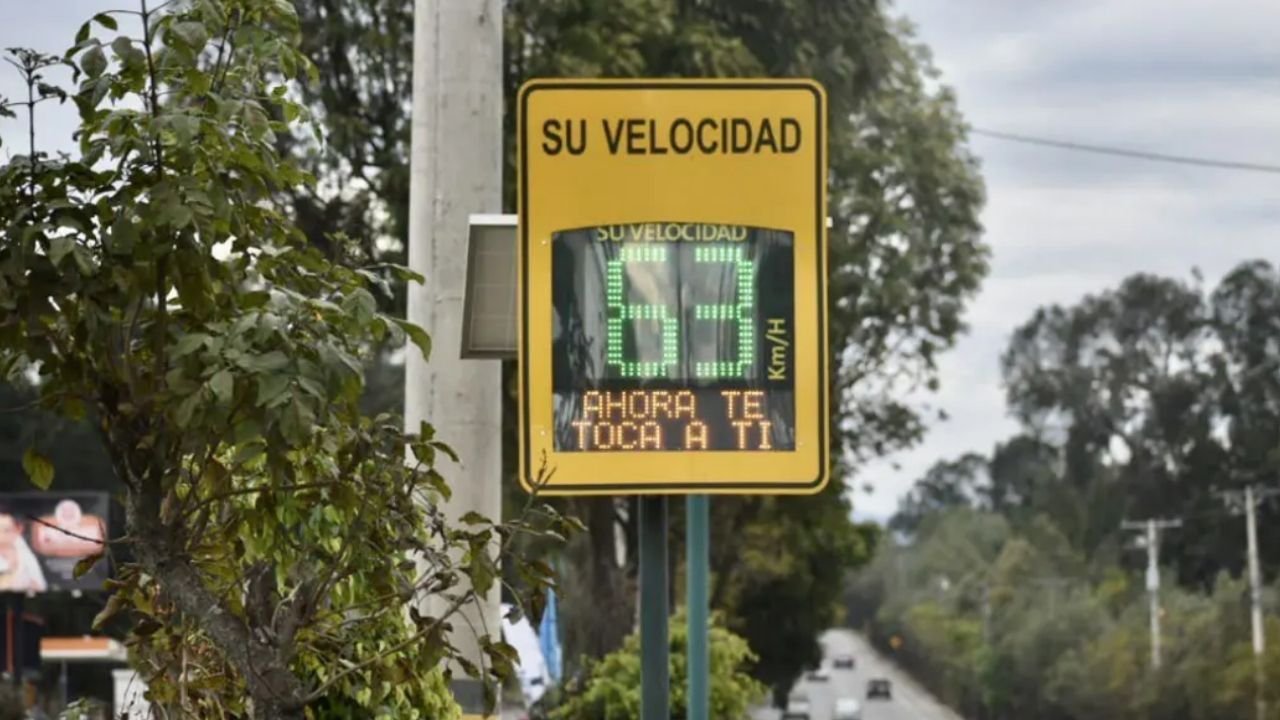 SU VELOCIDAD
SU VELOCIDAD
63
Km/H
AHORA TE
TOCA A TI